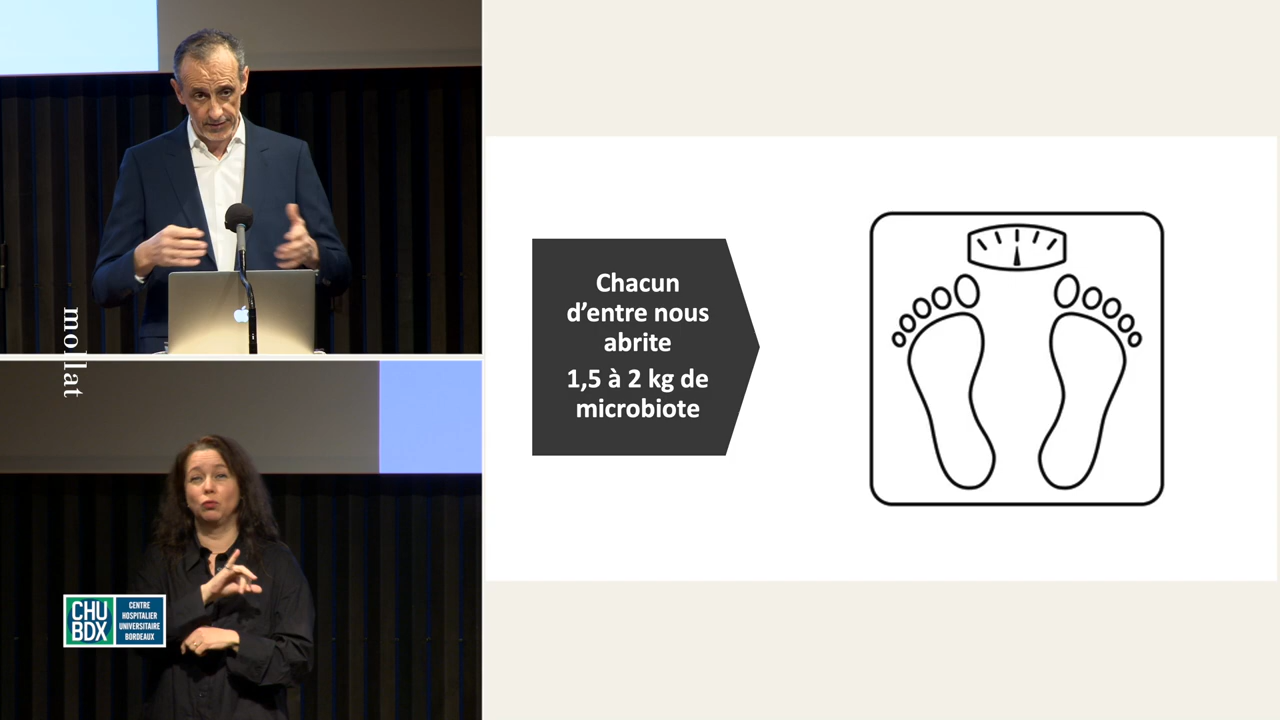 mollat
CHU
BDX
CENTRE
HOSPITALIER
UNIVERSITAIRE
BORDEAUX
Chacun
d’entre nous
abrite
1,5 à 2 kg de
microbiote